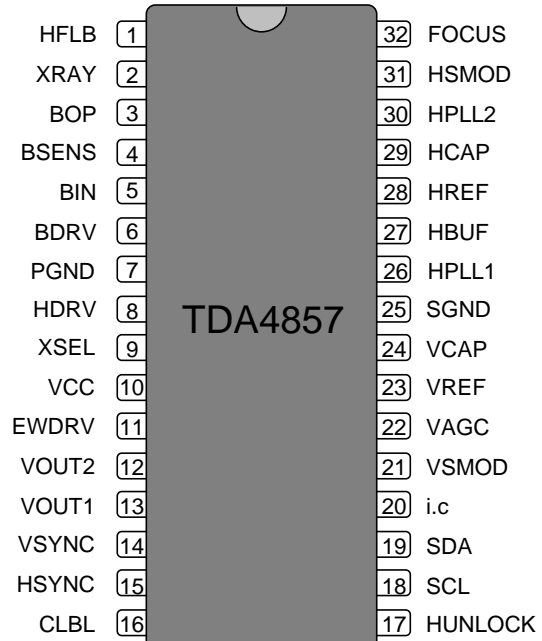 HFLB 1 32 FOCUS
XRAY 2 31 HSMOD
BOP 3 30 HPLL2
BSENS 4 29 HCAP
BIN 5 28 HREF
BDRV 6 27 HBUF
PGND 7 26 HPLL1
HDRV 8 TDA4857 25 SGND
XSEL 9 24 VCAP
VCC 10 23 VREF
EWDRV 11 22 VAGC
VOUT2 12 21 VSMOD
VOUT1 13 20 i.c
VSYNC 14 19 SDA
HSYNC 15 18 SCL
CLBL 16 17 HUNLOCK